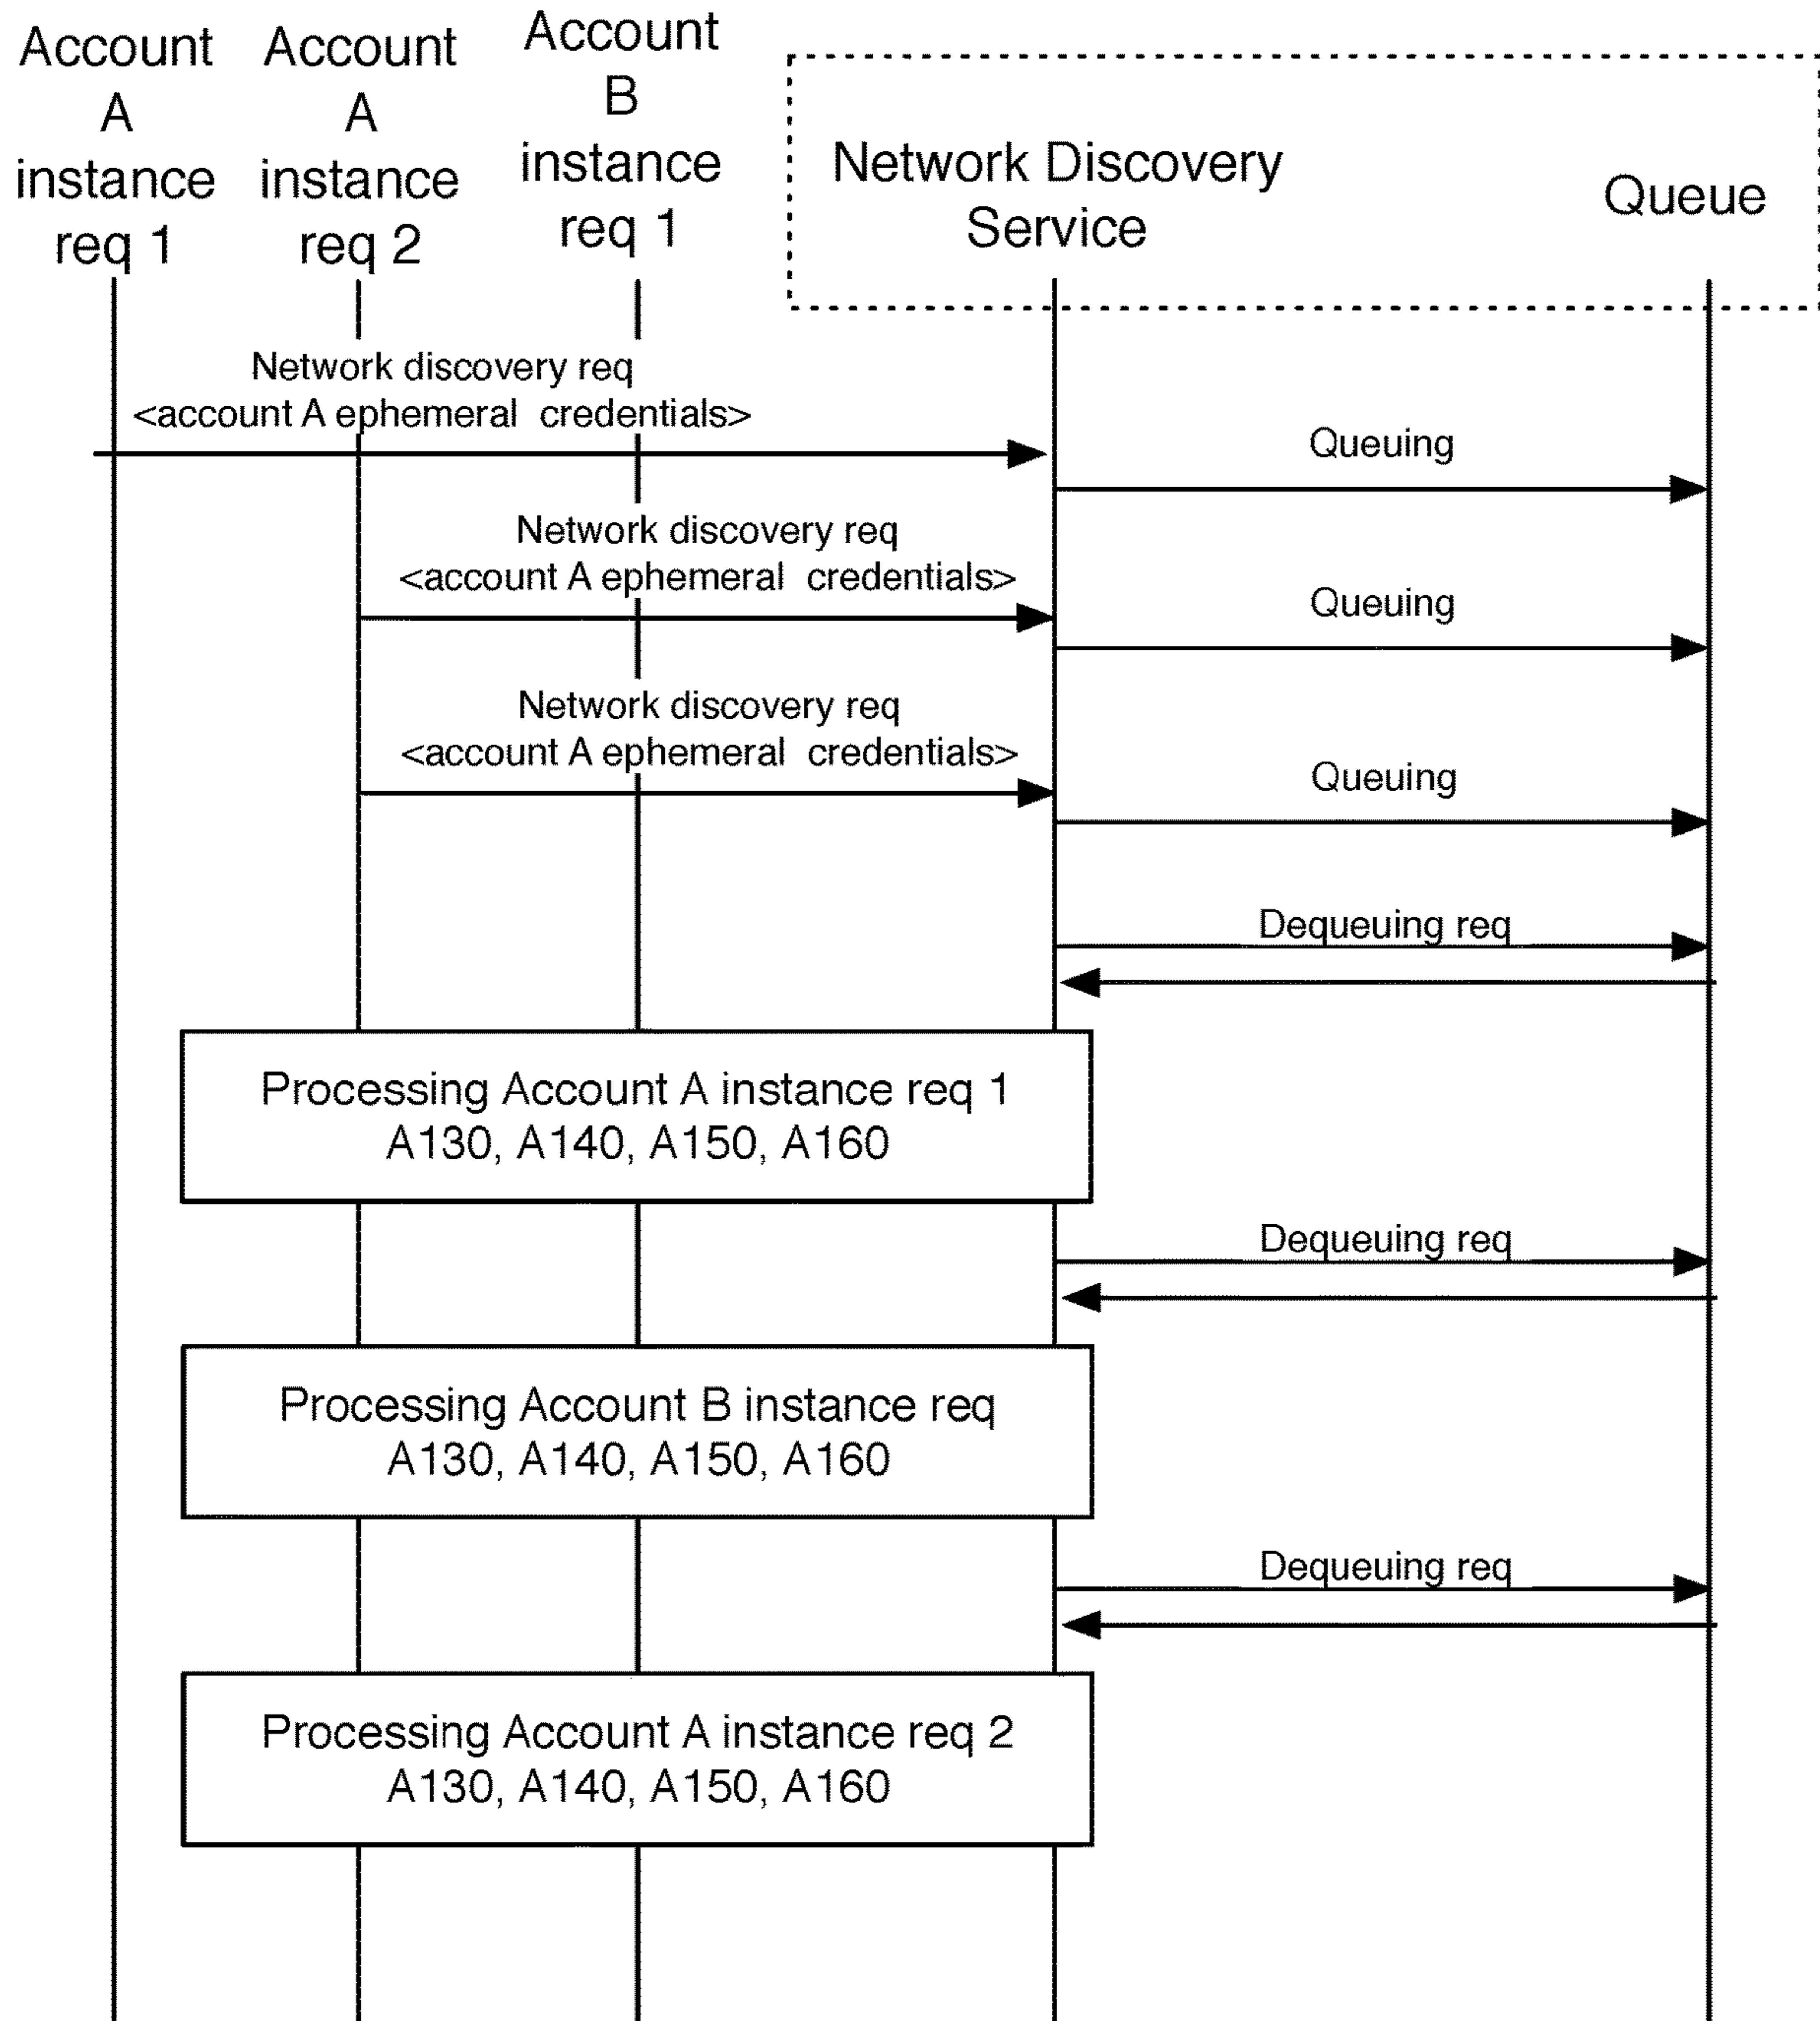 Account
A
instance
req 1
Account
A
instance
req 2
Account
B
instance
req 1
Network Discovery
Service
Queue
Network discovery req
<account A ephemeral credentials>
Queuing
Network discovery req
<account A ephemeral credentials>
Queuing
Network discovery req
<account A ephemeral credentials>
Queuing
Dequeuing req
Processing Account A instance req 1
A130, A140, A150, A160
Dequeuing req
Processing Account B instance req
A130, A140, A150, A160
Dequeuing req
Processing Account A instance req 2
A130, A140, A150, A160